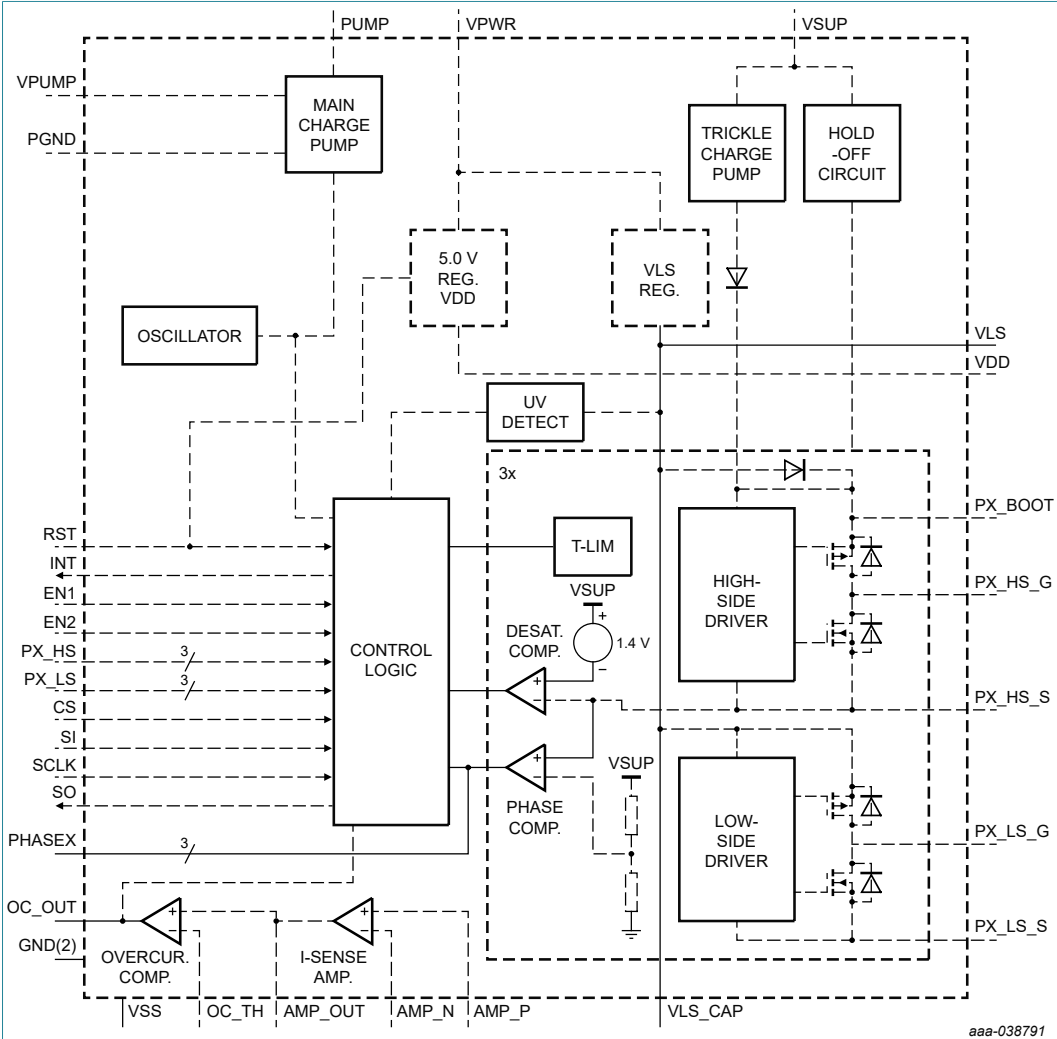 PUMP
VPWR
VSUP
VPUMP
PGND
MAIN
CHARGE
PUMP
TRICKLE
CHARGE
PUMP
HOLD
-OFF
CIRCUIT
5.0 V
REG.
VDD
VLS
REG.
OSCILLATOR
VLS
VDD
UV
DETECT
3x
RST
INT
EN1
EN2
PX_HS
3
PX_LS
3
CS
SI
SCLK
SO
PHASEX
3
CONTROL
LOGIC
T-LIM
VSUP
+
1.4 V
–
DESAT.
COMP.
+
–
+
–
PHASE
COMP.
VSUP
HIGH-
SIDE
DRIVER
LOW-
SIDE
DRIVER
PX_BOOT
PX_HS_G
PX_HS_S
PX_LS_G
PX_LS_S
OC_OUT
GND(2)
+
–
OVERCUR.
COMP.
+
–
I-SENSE
AMP.
VSS
OC_TH
AMP_OUT
AMP_N
AMP_P
VLS_CAP
aaa-038791